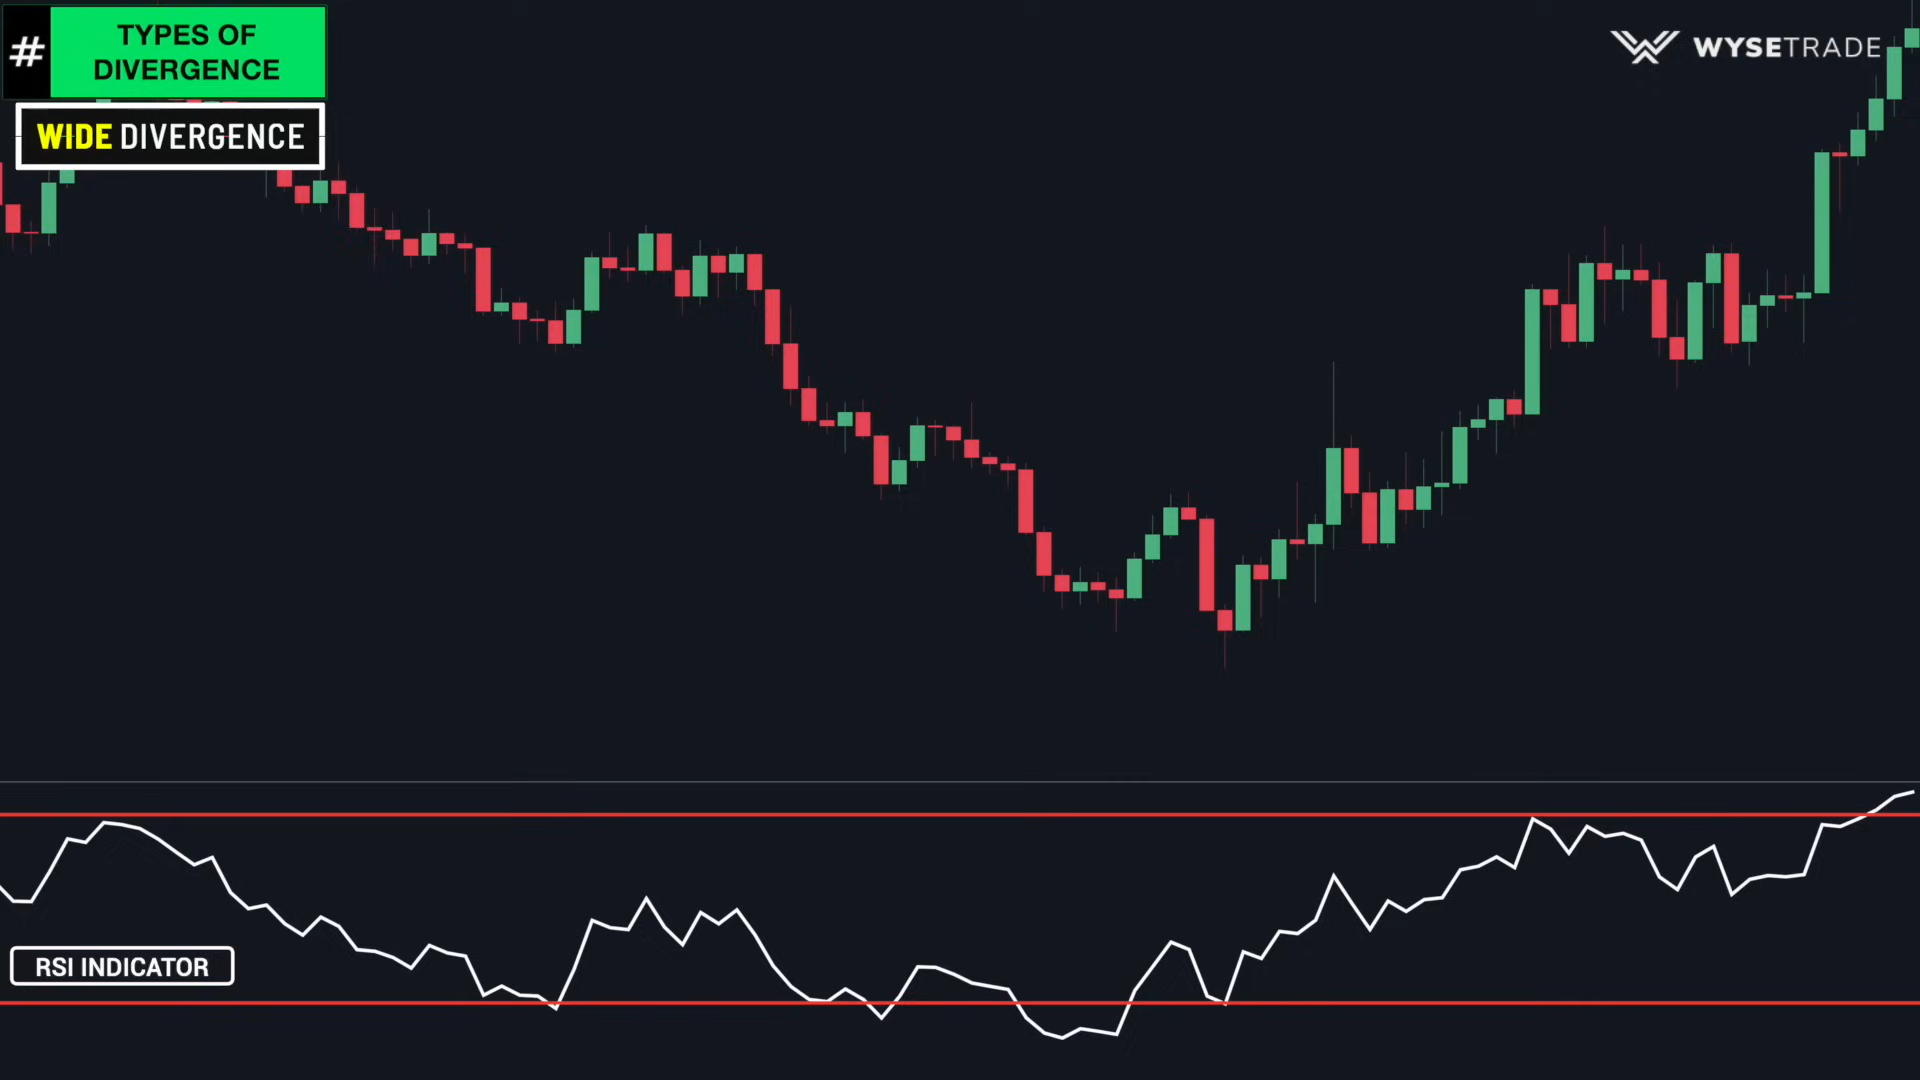 #
TYPES OF
DIVERGENCE
WYSETRADE
WIDE DIVERGENCE
RSI INDICATOR